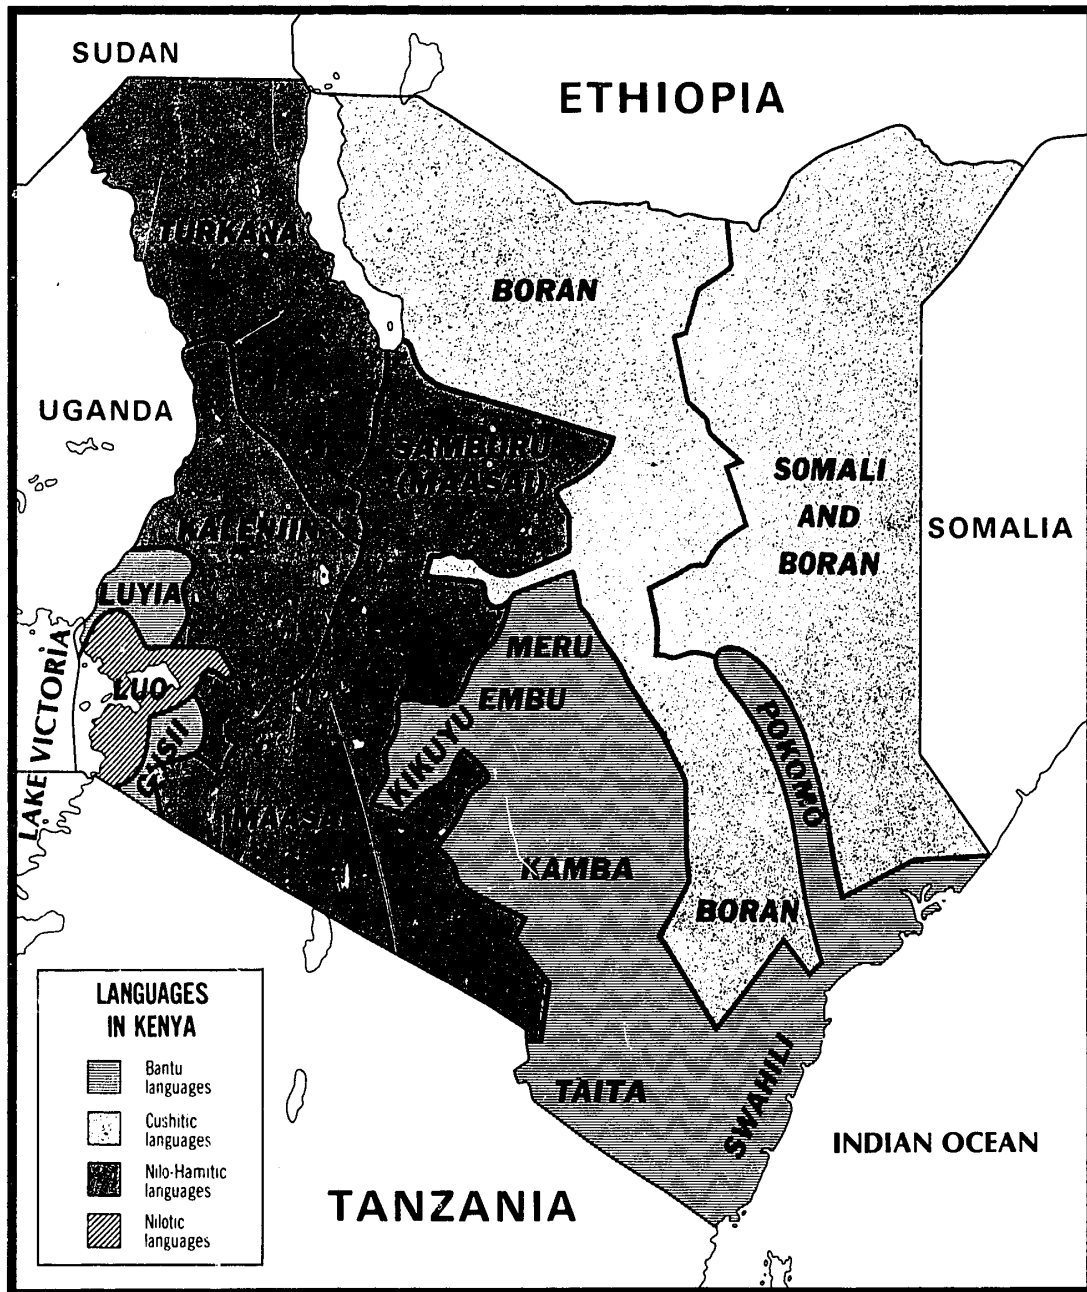 SUDAN
ETHIOPIA
TURKANA
BORAN
UGANDA
SAMBURU
(MAASAI)
SOMALI
AND
BORAN
SOMALIA
KALENJIN
LUYIA
LAKE VICTORIA
LUO
GUSII
MERU
EMBU
KIKUYU
POKOMO
MAASAI
KAMBA
BORAN
TAITA
SWAHILI
INDIAN OCEAN
TANZANIA
LANGUAGES
IN KENYA
Bantu
languages
Cushitic
languages
Nilo-Hamitic
languages
Nilotic
languages